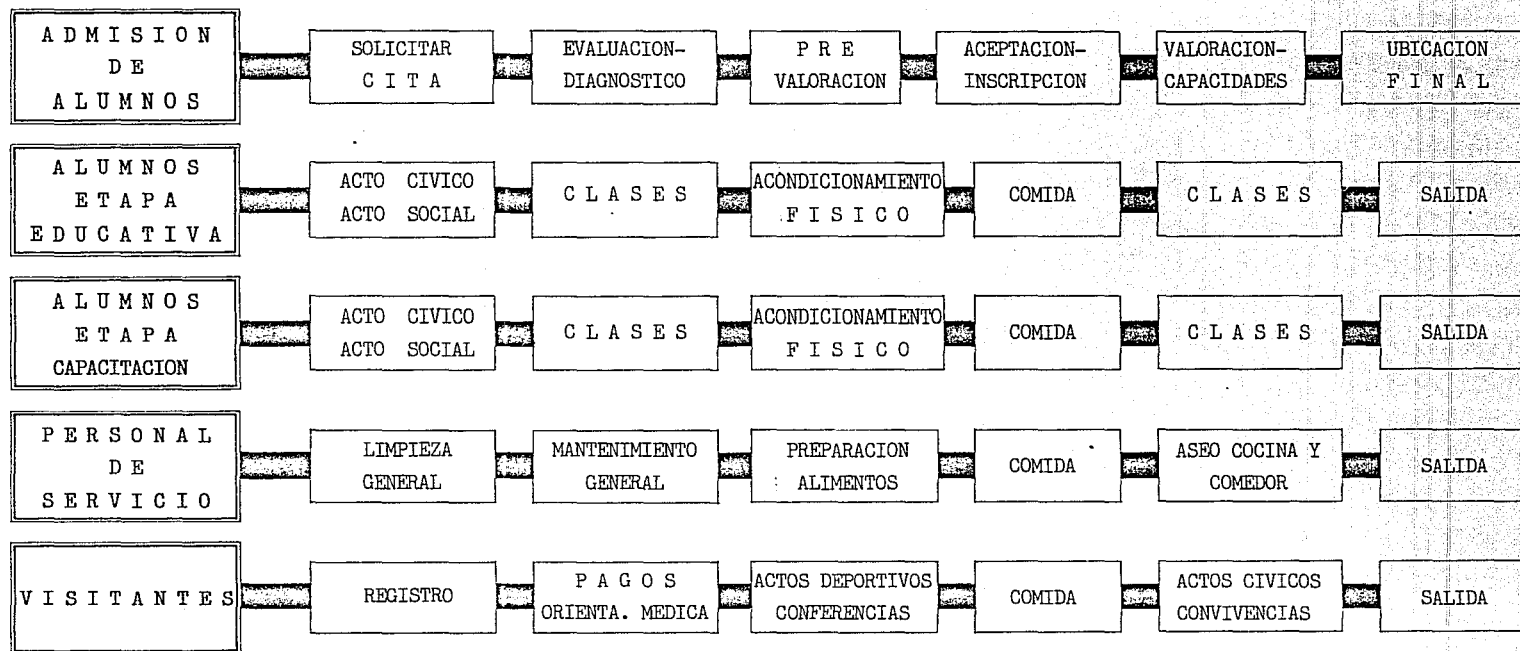 ADMISION
DE
ALUMNOS
SOLICITAR
CITA
EVALUACION-
DIAGNOSTICO
PRE
VALORACION
ACEPTACION-
INSCRIPCION
VALORACION-
CAPACIDADES
UBICACION
FINAL
ALUMNOS
ETAPA
EDUCATIVA
ACTO CIVICO
ACTO SOCIAL
CLASES
ACONDICIONAMIENTO
FISICO
COMIDA
CLASES
SALIDA
ALUMNOS
ETAPA
CAPACITACION
ACTO CIVICO
ACTO SOCIAL
CLASES
ACONDICIONAMIENTO
FISICO
COMIDA
CLASES
SALIDA
PERSONAL
DE
SERVICIO
LIMPIEZA
GENERAL
MANTENIMIENTO
GENERAL
PREPARACION
ALIMENTOS
COMIDA
ASEO COCINA Y
COMEDOR
SALIDA
VISITANTES
REGISTRO
PAGOS
ORIENTA. MEDICA
ACTOS DEPORTIVOS
CONFERENCIAS
COMIDA
ACTOS CIVICOS
CONVIVENCIAS
SALIDA